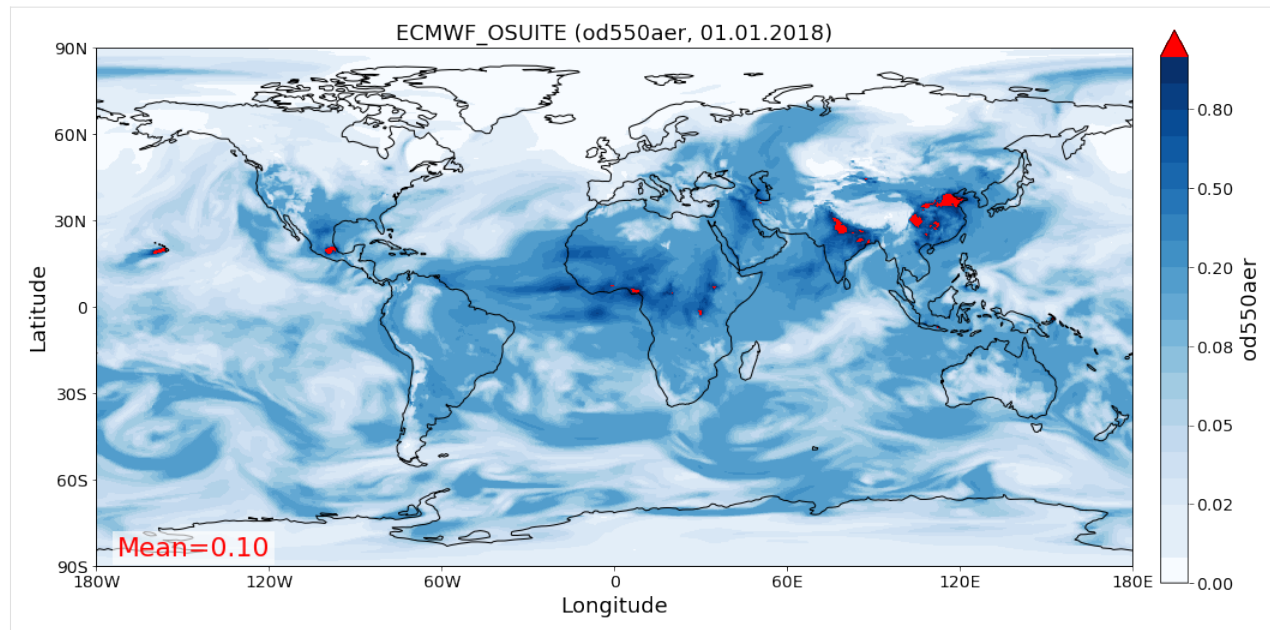 ECMWF_OSUITE (od550aer, 01.01.2018)
90N
60N
30N
0
30S
60S
90S
Latitude
Mean=0.10
180W
120W
60W
0
60E
120E
180E
Longitude
0.80
0.50
0.20
0.08
0.05
0.02
0.00
od550aer